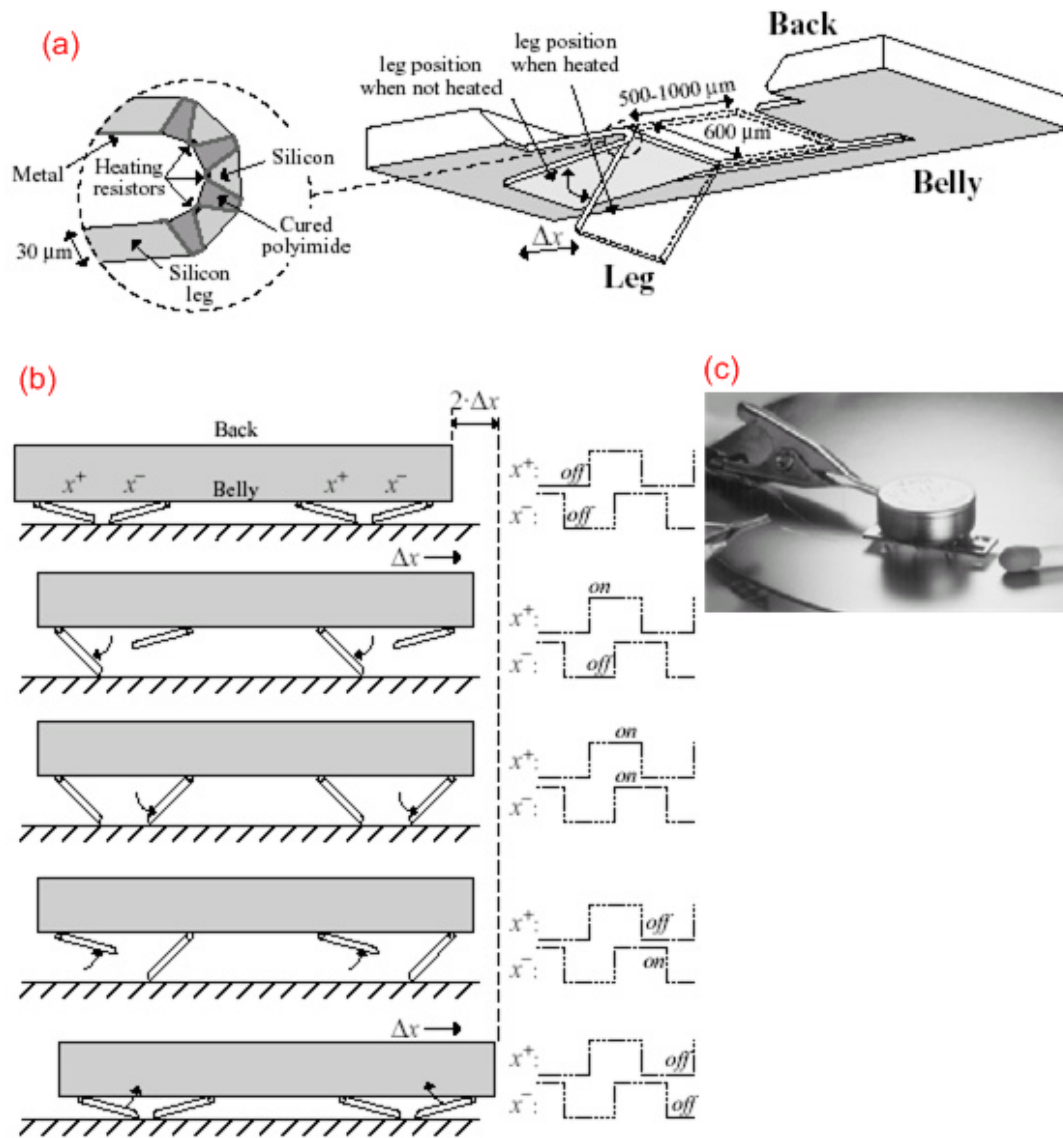 (a)
leg position
when not heated
leg position
when heated
Back
500-1000 μm
600 μm
Metal
Heating
resistors
Silicon
Cured
polyimide
30 μm
Silicon
leg
Belly
Δx
Leg
(b)
(c)
2·Δx
Back
x⁺ x⁻ Belly x⁺ x⁻
x⁺: off
x⁻: off
Δx
on
x⁺:
x⁻: off
on
x⁺:
on
x⁻:
x⁺: off
x⁻: on
Δx
x⁺: off
x⁻: off